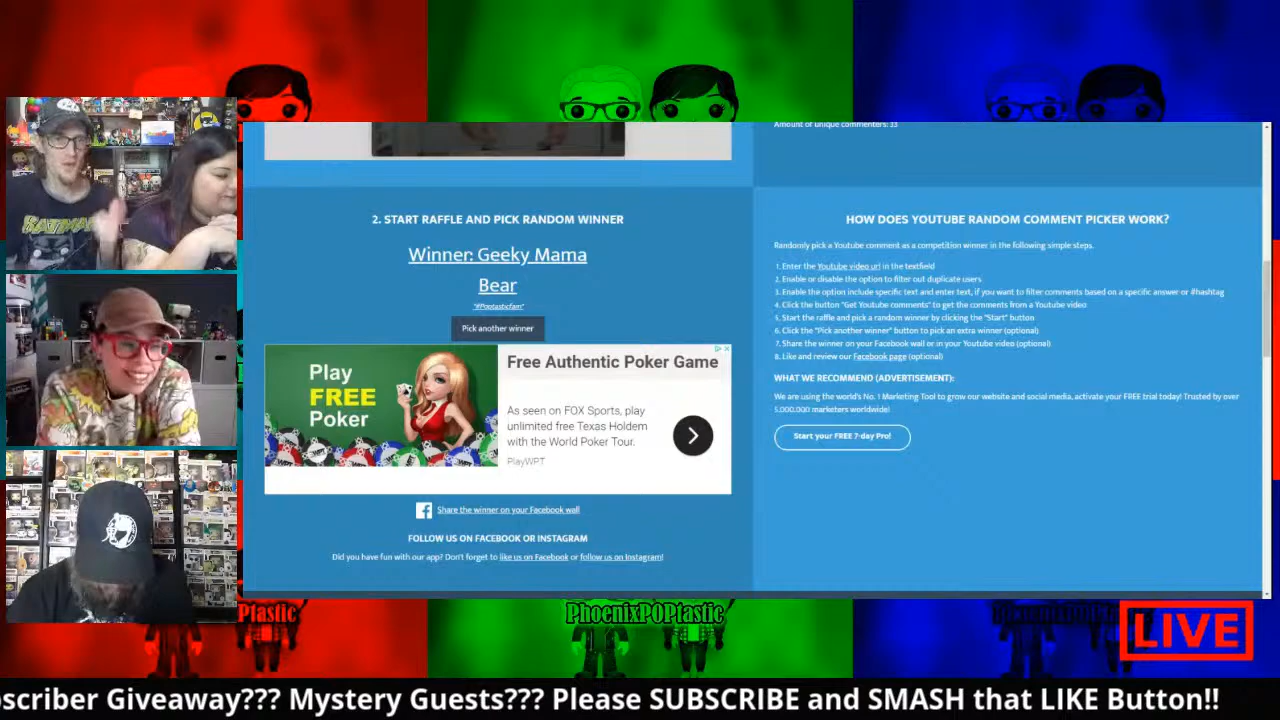 Amount of unique commenters: 33
2. START RAFFLE AND PICK RANDOM WINNER
Winner: Geeky Mama
Bear
"#Poptasticfam"
Pick another winner
Play
FREE
Poker
Free Authentic Poker Game
As seen on FOX Sports, play
unlimited free Texas Holdem
with the World Poker Tour.
PlayWPT
Share the winner on your Facebook wall
FOLLOW US ON FACEBOOK OR INSTAGRAM
Did you have fun with our app? Don't forget to like us on Facebook or follow us on Instagram!
HOW DOES YOUTUBE RANDOM COMMENT PICKER WORK?
Randomly pick a Youtube comment as a competition winner in the following simple steps.
1. Enter the Youtube video url in the textfield
2. Enable or disable the option to filter out duplicate users
3. Enable the option include specific text and enter text, if you want to filter comments based on a specific answer or #hashtag
4. Click the button "Get Youtube comments" to get the comments from a Youtube video
5. Start the raffle and pick a random winner by clicking the "Start" button
6. Click the "Pick another winner" button to pick an extra winner (optional)
7. Share the winner on your Facebook wall or in your Youtube video (optional)
8. Like and review our Facebook page (optional)
WHAT WE RECOMMEND (ADVERTISEMENT):
We are using the world's No. 1 Marketing Tool to grow our website and social media, activate your FREE trial today! Trusted by over
5.000.000 marketers worldwide!
Start your FREE 7-day Pro!
BATMAN
Ptastic
PhoenixPOPtastic
LIVE
scriber Giveaway??? Mystery Guests??? Please SUBSCRIBE and SMASH that LIKE Button!!